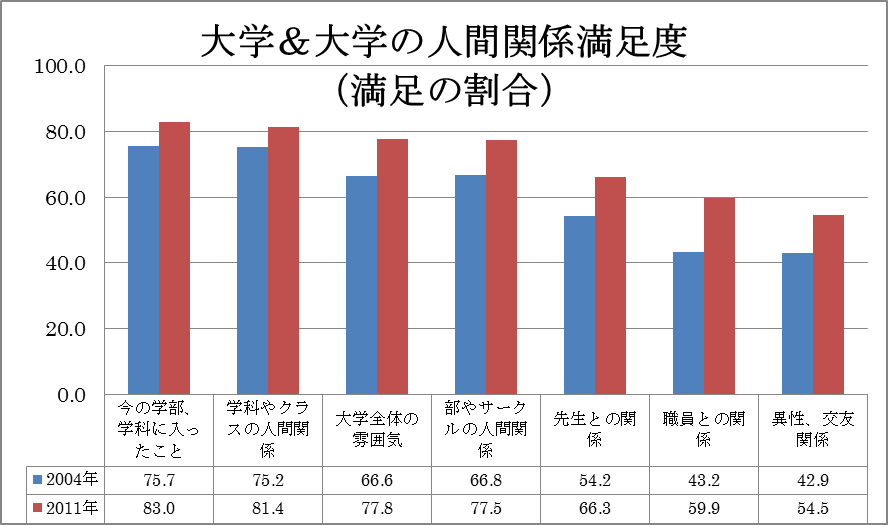 大学＆大学の人間関係満足度
（満足の割合）
100.0
80.0
60.0
40.0
20.0
0.0
今の学部、
学科に入っ
たこと
学科やクラ
スの人間関
係
大学全体の
雰囲気
部やサーク
ルの人間関
係
先生との関
係
職員との関
係
異性、交友
関係
2004年 75.7 75.2 66.6 66.8 54.2 43.2 42.9
2011年 83.0 81.4 77.8 77.5 66.3 59.9 54.5